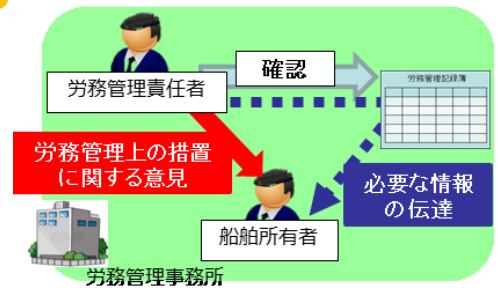 確認
労務管理記録簿
労務管理責任者
労務管理上の措置
に関する意見
必要な情報
の伝達
船舶所有者
労務管理事務所